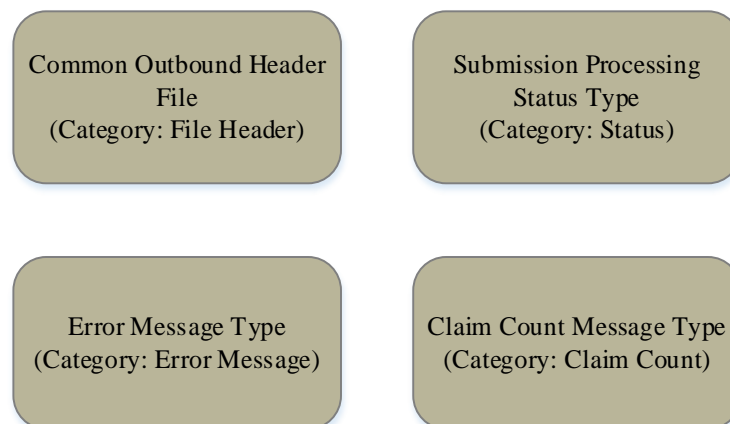 Common Outbound Header
File
(Category: File Header)
Submission Processing
Status Type
(Category: Status)
Error Message Type
(Category: Error Message)
Claim Count Message Type
(Category: Claim Count)